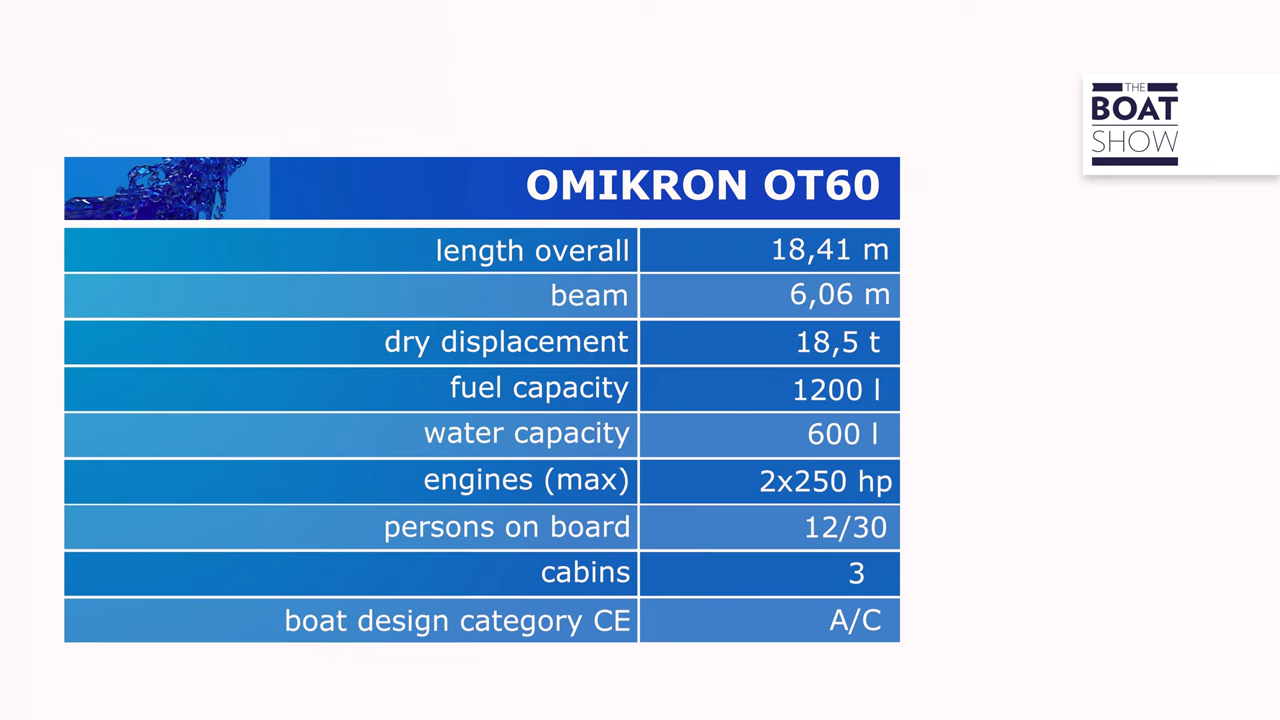 THE
BOAT
SHOW
OMIKRON OT60
length overall 18,41 m
beam 6,06 m
dry displacement 18,5 t
fuel capacity 1200 l
water capacity 600 l
engines (max) 2x250 hp
persons on board 12/30
cabins 3
boat design category CE A/C